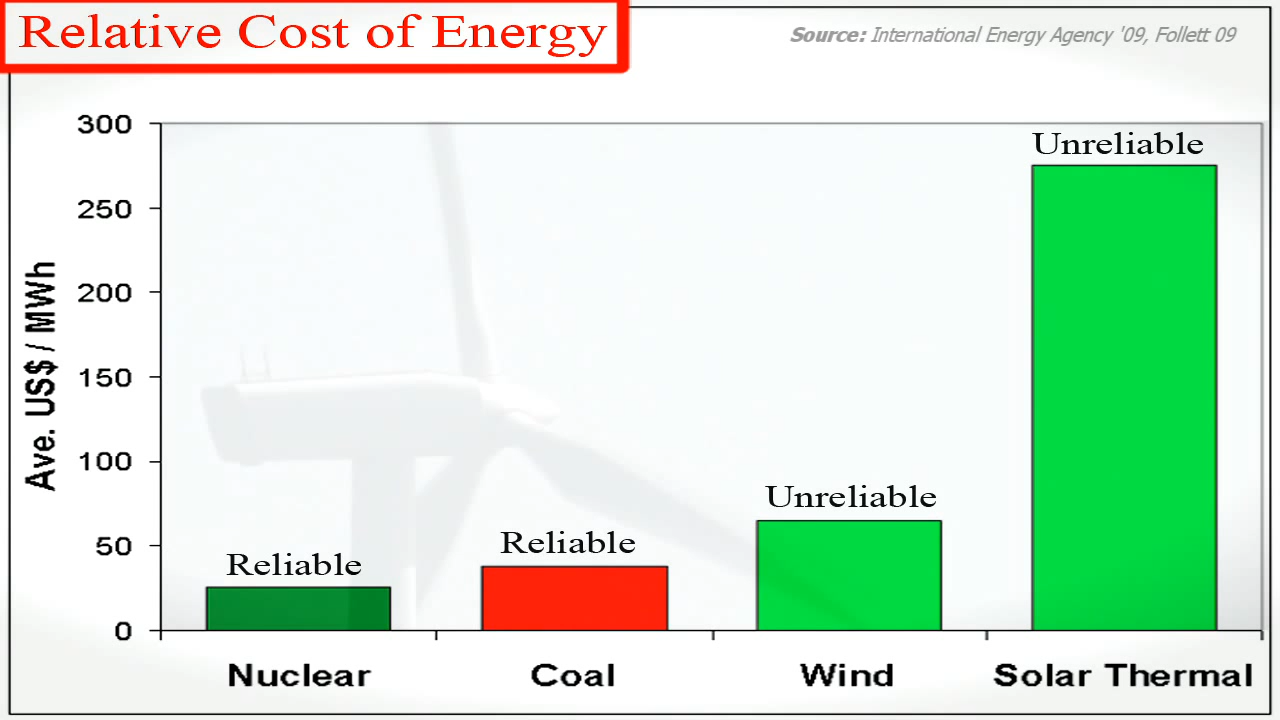 Relative Cost of Energy
Source: International Energy Agency '09, Follett 09
Ave. US$ / MWh
300
250
200
150
100
50
0
Reliable
Reliable
Unreliable
Unreliable
Nuclear
Coal
Wind
Solar Thermal